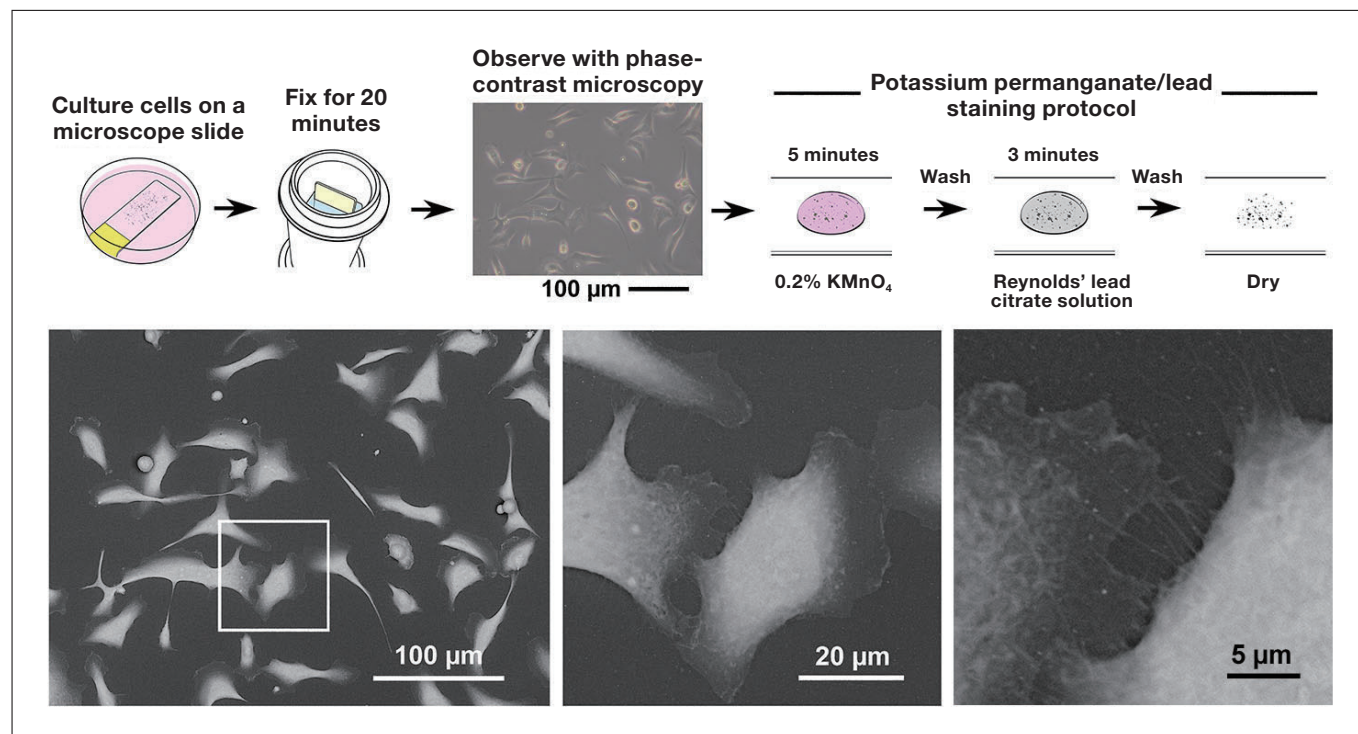 Culture cells on a
microscope slide
Fix for 20
minutes
Observe with phase-
contrast microscopy
100 µm
Potassium permanganate/lead
staining protocol
5 minutes
Wash
3 minutes
Wash
0.2% KMnO₄
Reynolds’ lead
citrate solution
Dry
100 µm
20 µm
5 µm